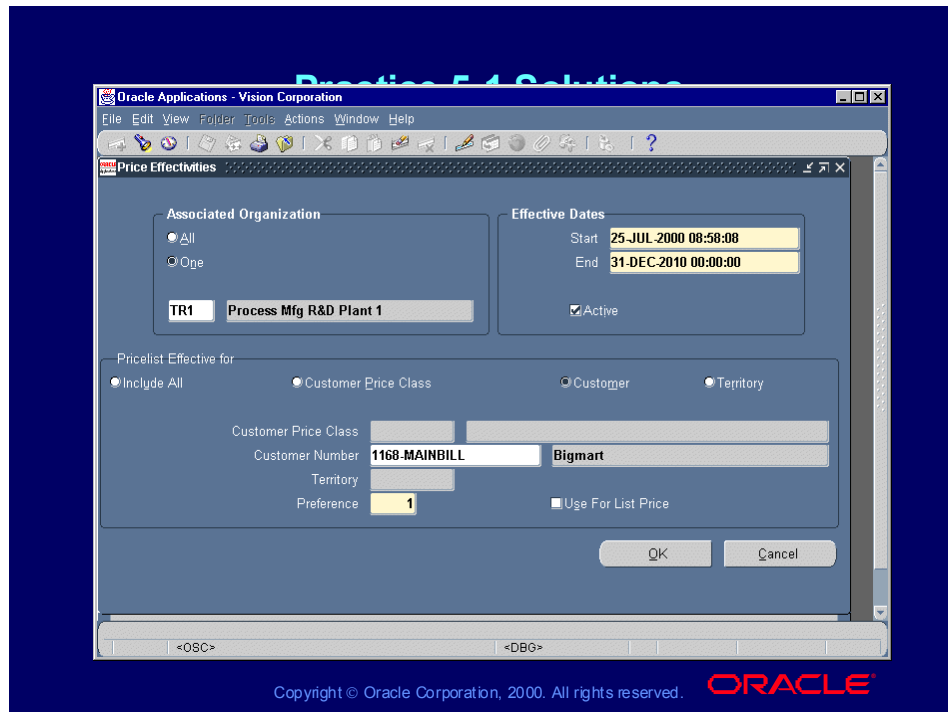 Practice 5-1 Solutions
Oracle Applications - Vision Corporation
File Edit View Folder Tools Actions Window Help
Price Effectivities
Associated Organization
All
One
TR1 Process Mfg R&D Plant 1
Effective Dates
Start 25-JUL-2000 08:58:08
End 31-DEC-2010 00:00:00
Active
Pricelist Effective for
Include All Customer Price Class Customer Territory
Customer Price Class
Customer Number 1168-MAINBILL Bigmart
Territory
Preference 1 Use For List Price
OK Cancel
<OSC> <DBG>
Copyright © Oracle Corporation, 2000. All rights reserved. ORACLE®